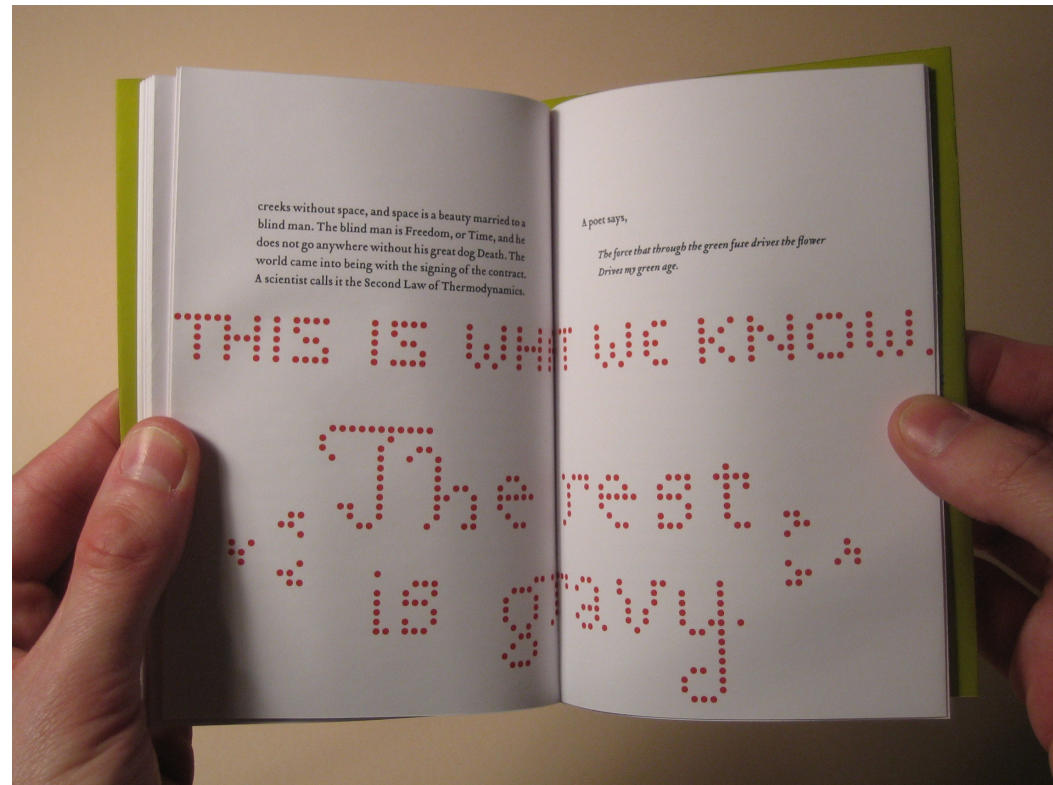 creeks without space, and space is a beauty married to a
blind man. The blind man is Freedom, or Time, and he
does not go anywhere without his great dog Death. The
world came into being with the signing of the contract.
A scientist calls it the Second Law of Thermodynamics.
A poet says,
The force that through the green fuse drives the flower
Drives my green age.
THIS IS WHAT WE KNOW.
The rest
is gravy.